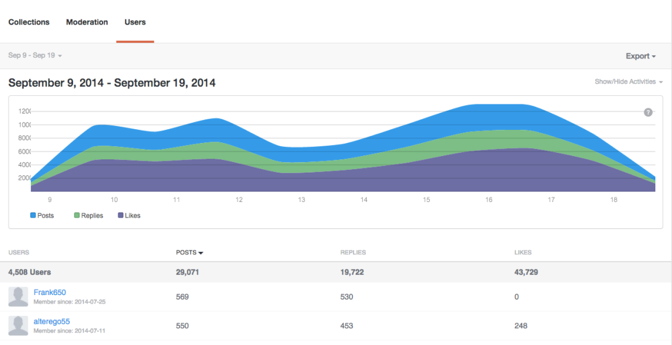 Collections Moderation Users
Sep 9 - Sep 19
Export
September 9, 2014 - September 19, 2014
Show/Hide Activities
?
800
600
400
200
9 10 11 12 13 14 15 16 17 18
Posts Replies Likes
USERS POSTS REPLIES LIKES
4,508 Users 29,071 19,722 43,729
Frank650 569 530 0
Member since: 2014-07-25
alterego55 550 453 248
Member since: 2014-07-11